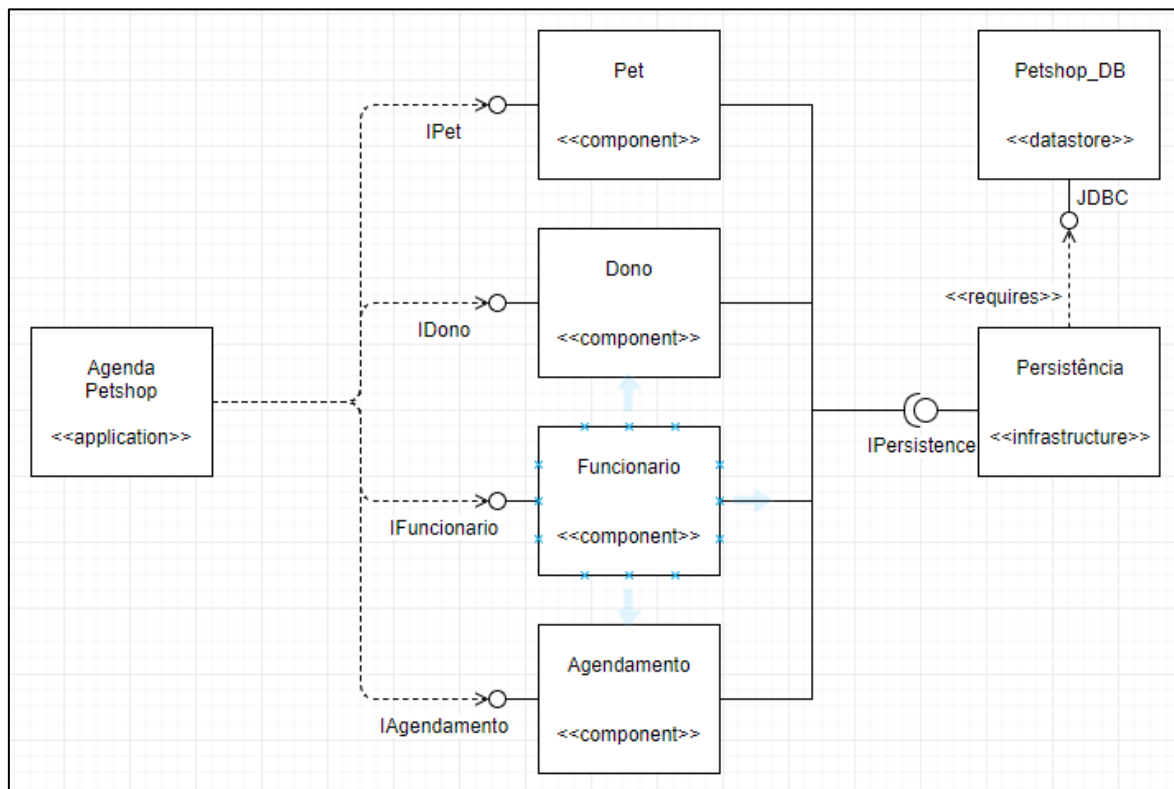 Pet
<<component>>
IPet
Petshop_DB
<<datastore>>
JDBC
Dono
<<component>>
IDono
<<requires>>
Agenda
Petshop
<<application>>
Persistência
<<infrastructure>>
IPersistence
Funcionario
<<component>>
IFuncionario
Agendamento
<<component>>
IAgendamento